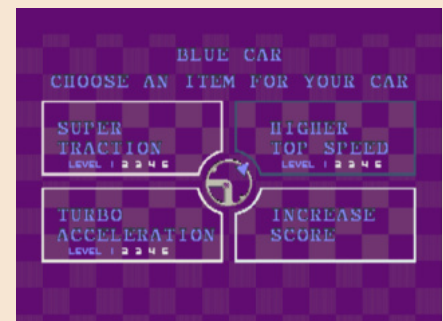 BLUE CAR
CHOOSE AN ITEM FOR YOUR CAR
SUPER
TRACTION
LEVEL 1 2 3 4 5
HIGHER
TOP SPEED
LEVEL 1 2 3 4 5
TURBO
ACCELERATION
LEVEL 1 2 3 4 5
INCREASE
SCORE